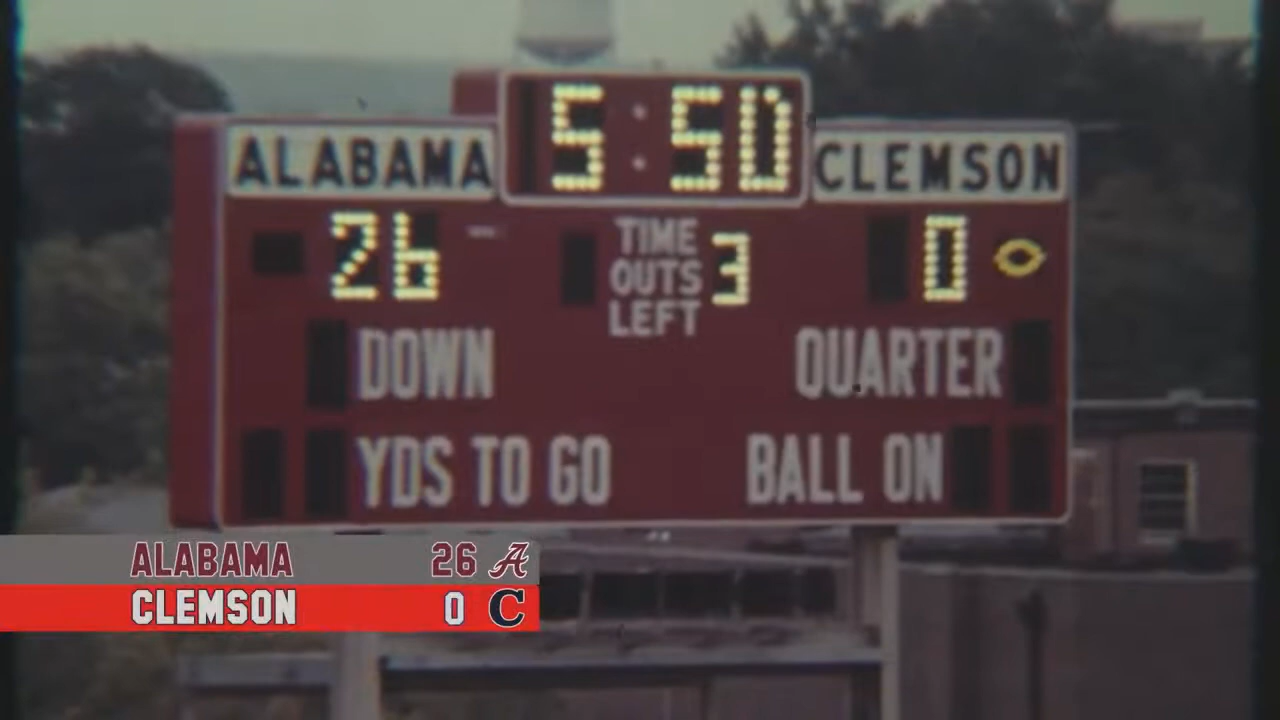 5:50
ALABAMA
CLEMSON
26
TIME
OUTS
LEFT
3
0
DOWN
QUARTER
YDS TO GO
BALL ON
ALABAMA 26 A
CLEMSON 0 C